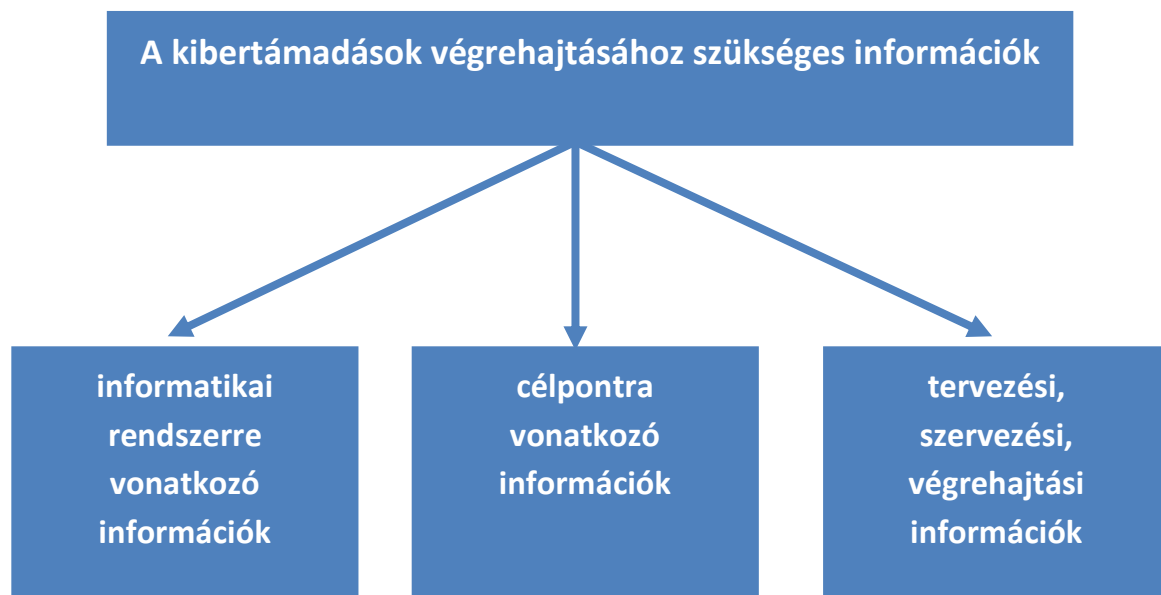 A kibertámadások végrehajtásához szükséges információk
informatikai
rendszerre
vonatkozó
információk
célpontra
vonatkozó
információk
tervezési,
szervezési,
végrehajtási
információk